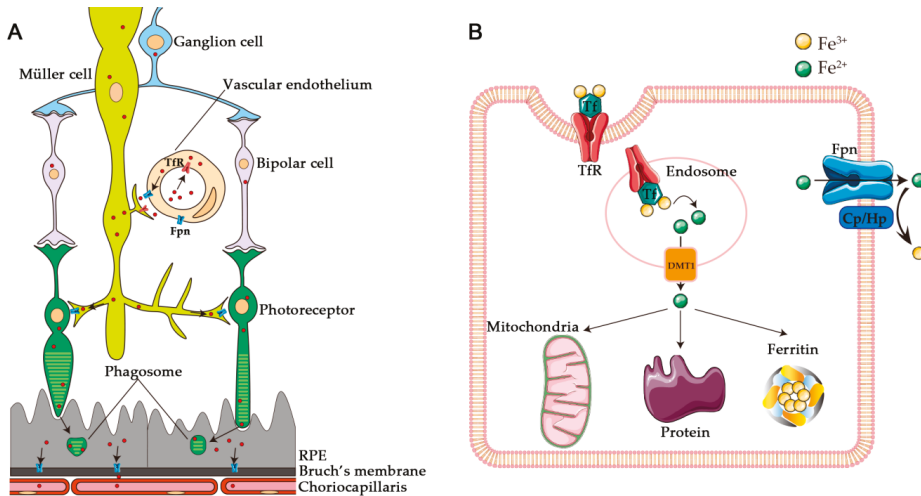 A
Ganglion cell
Müller cell
Vascular endothelium
TfR
Bipolar cell
Fpn
Photoreceptor
Phagosome
RPE
Bruch's membrane
Choriocapillaris
B
Fe3+
Fe2+
Tf
TfR
Endosome
Tf
DMT1
Fpn
Cp/Hp
Mitochondria
Protein
Ferritin